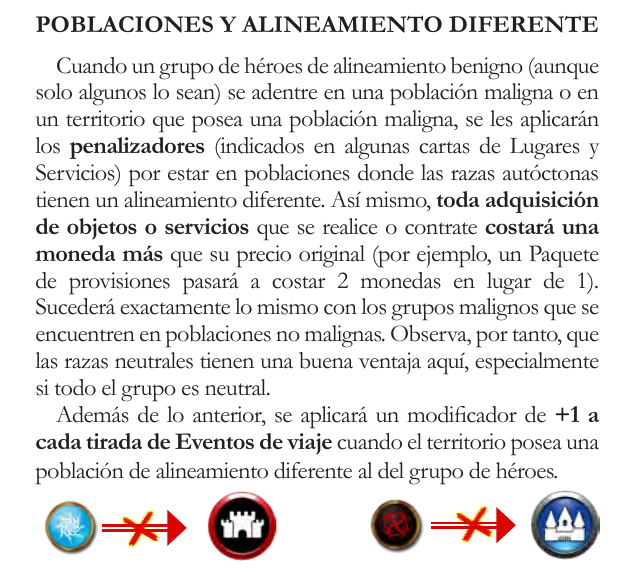 POBLACIONES Y ALINEAMIENTO DIFERENTE
Cuando un grupo de héroes de alineamiento benigno (aunque
solo algunos lo sean) se adentre en una población maligna o en
un territorio que posea una población maligna, se les aplicarán
los penalizadores (indicados en algunas cartas de Lugares y
Servicios) por estar en poblaciones donde las razas autóctonas
tienen un alineamiento diferente. Así mismo, toda adquisición
de objetos o servicios que se realice o contrate costará una
moneda más que su precio original (por ejemplo, un Paquete
de provisiones pasará a costar 2 monedas en lugar de 1).
Sucederá exactamente lo mismo con los grupos malignos que se
encuentren en poblaciones no malignas. Observa, por tanto, que
las razas neutrales tienen una buena ventaja aquí, especialmente
si todo el grupo es neutral.
Además de lo anterior, se aplicará un modificador de +1 a
cada tirada de Eventos de viaje cuando el territorio posea una
población de alineamiento diferente al del grupo de héroes.